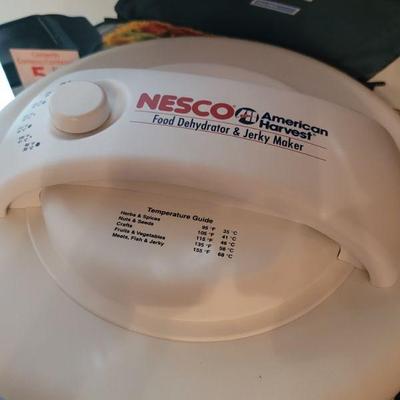 Contents
NESCO American
Harvest
Food Dehydrator & Jerky Maker
Temperature Guide
Herbs & Spices 95 °F 35 °C
Nuts & Seeds 105 °F 41 °C
Crafts 115 °F 46 °C
Fruits & Vegetables 135 °F 58 °C
Meats, Fish & Jerky 155 °F 68 °C